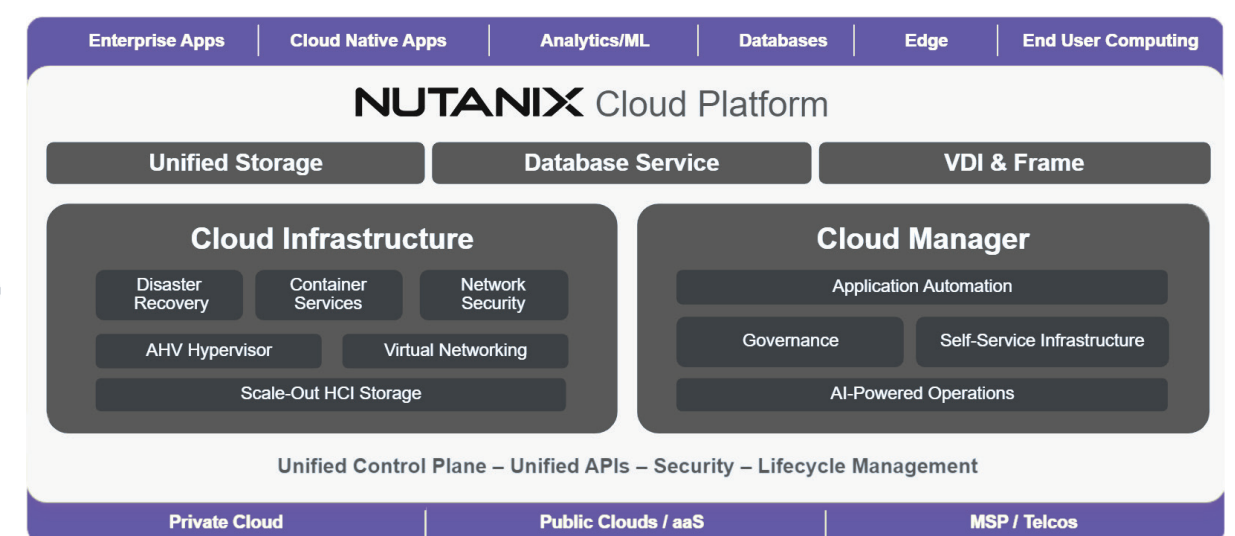 Enterprise Apps
Cloud Native Apps
Analytics/ML
Databases
Edge
End User Computing
NUTANIX Cloud Platform
Unified Storage
Database Service
VDI & Frame
Cloud Infrastructure
Disaster
Recovery
Container
Services
Network
Security
AHV Hypervisor
Virtual Networking
Scale-Out HCI Storage
Cloud Manager
Application Automation
Governance
Self-Service Infrastructure
AI-Powered Operations
Unified Control Plane – Unified APIs – Security – Lifecycle Management
Private Cloud
Public Clouds / aaS
MSP / Telcos